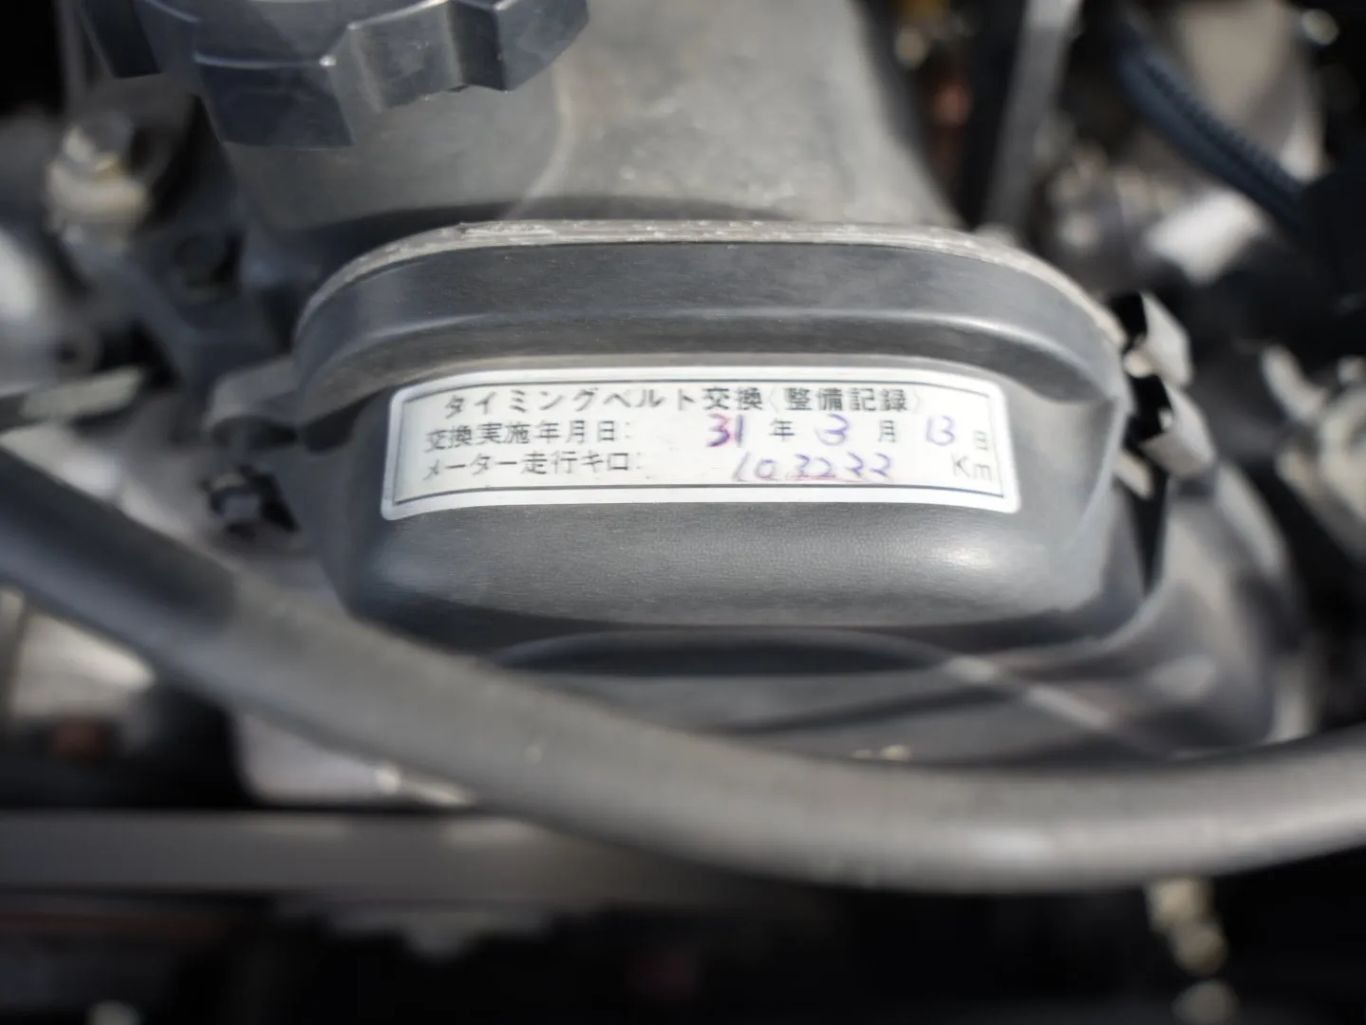 タイミングベルト交換〈整備記録〉
交換実施年月日: 31 年 3 月 13 日
メーター走行キロ: 103233 Km